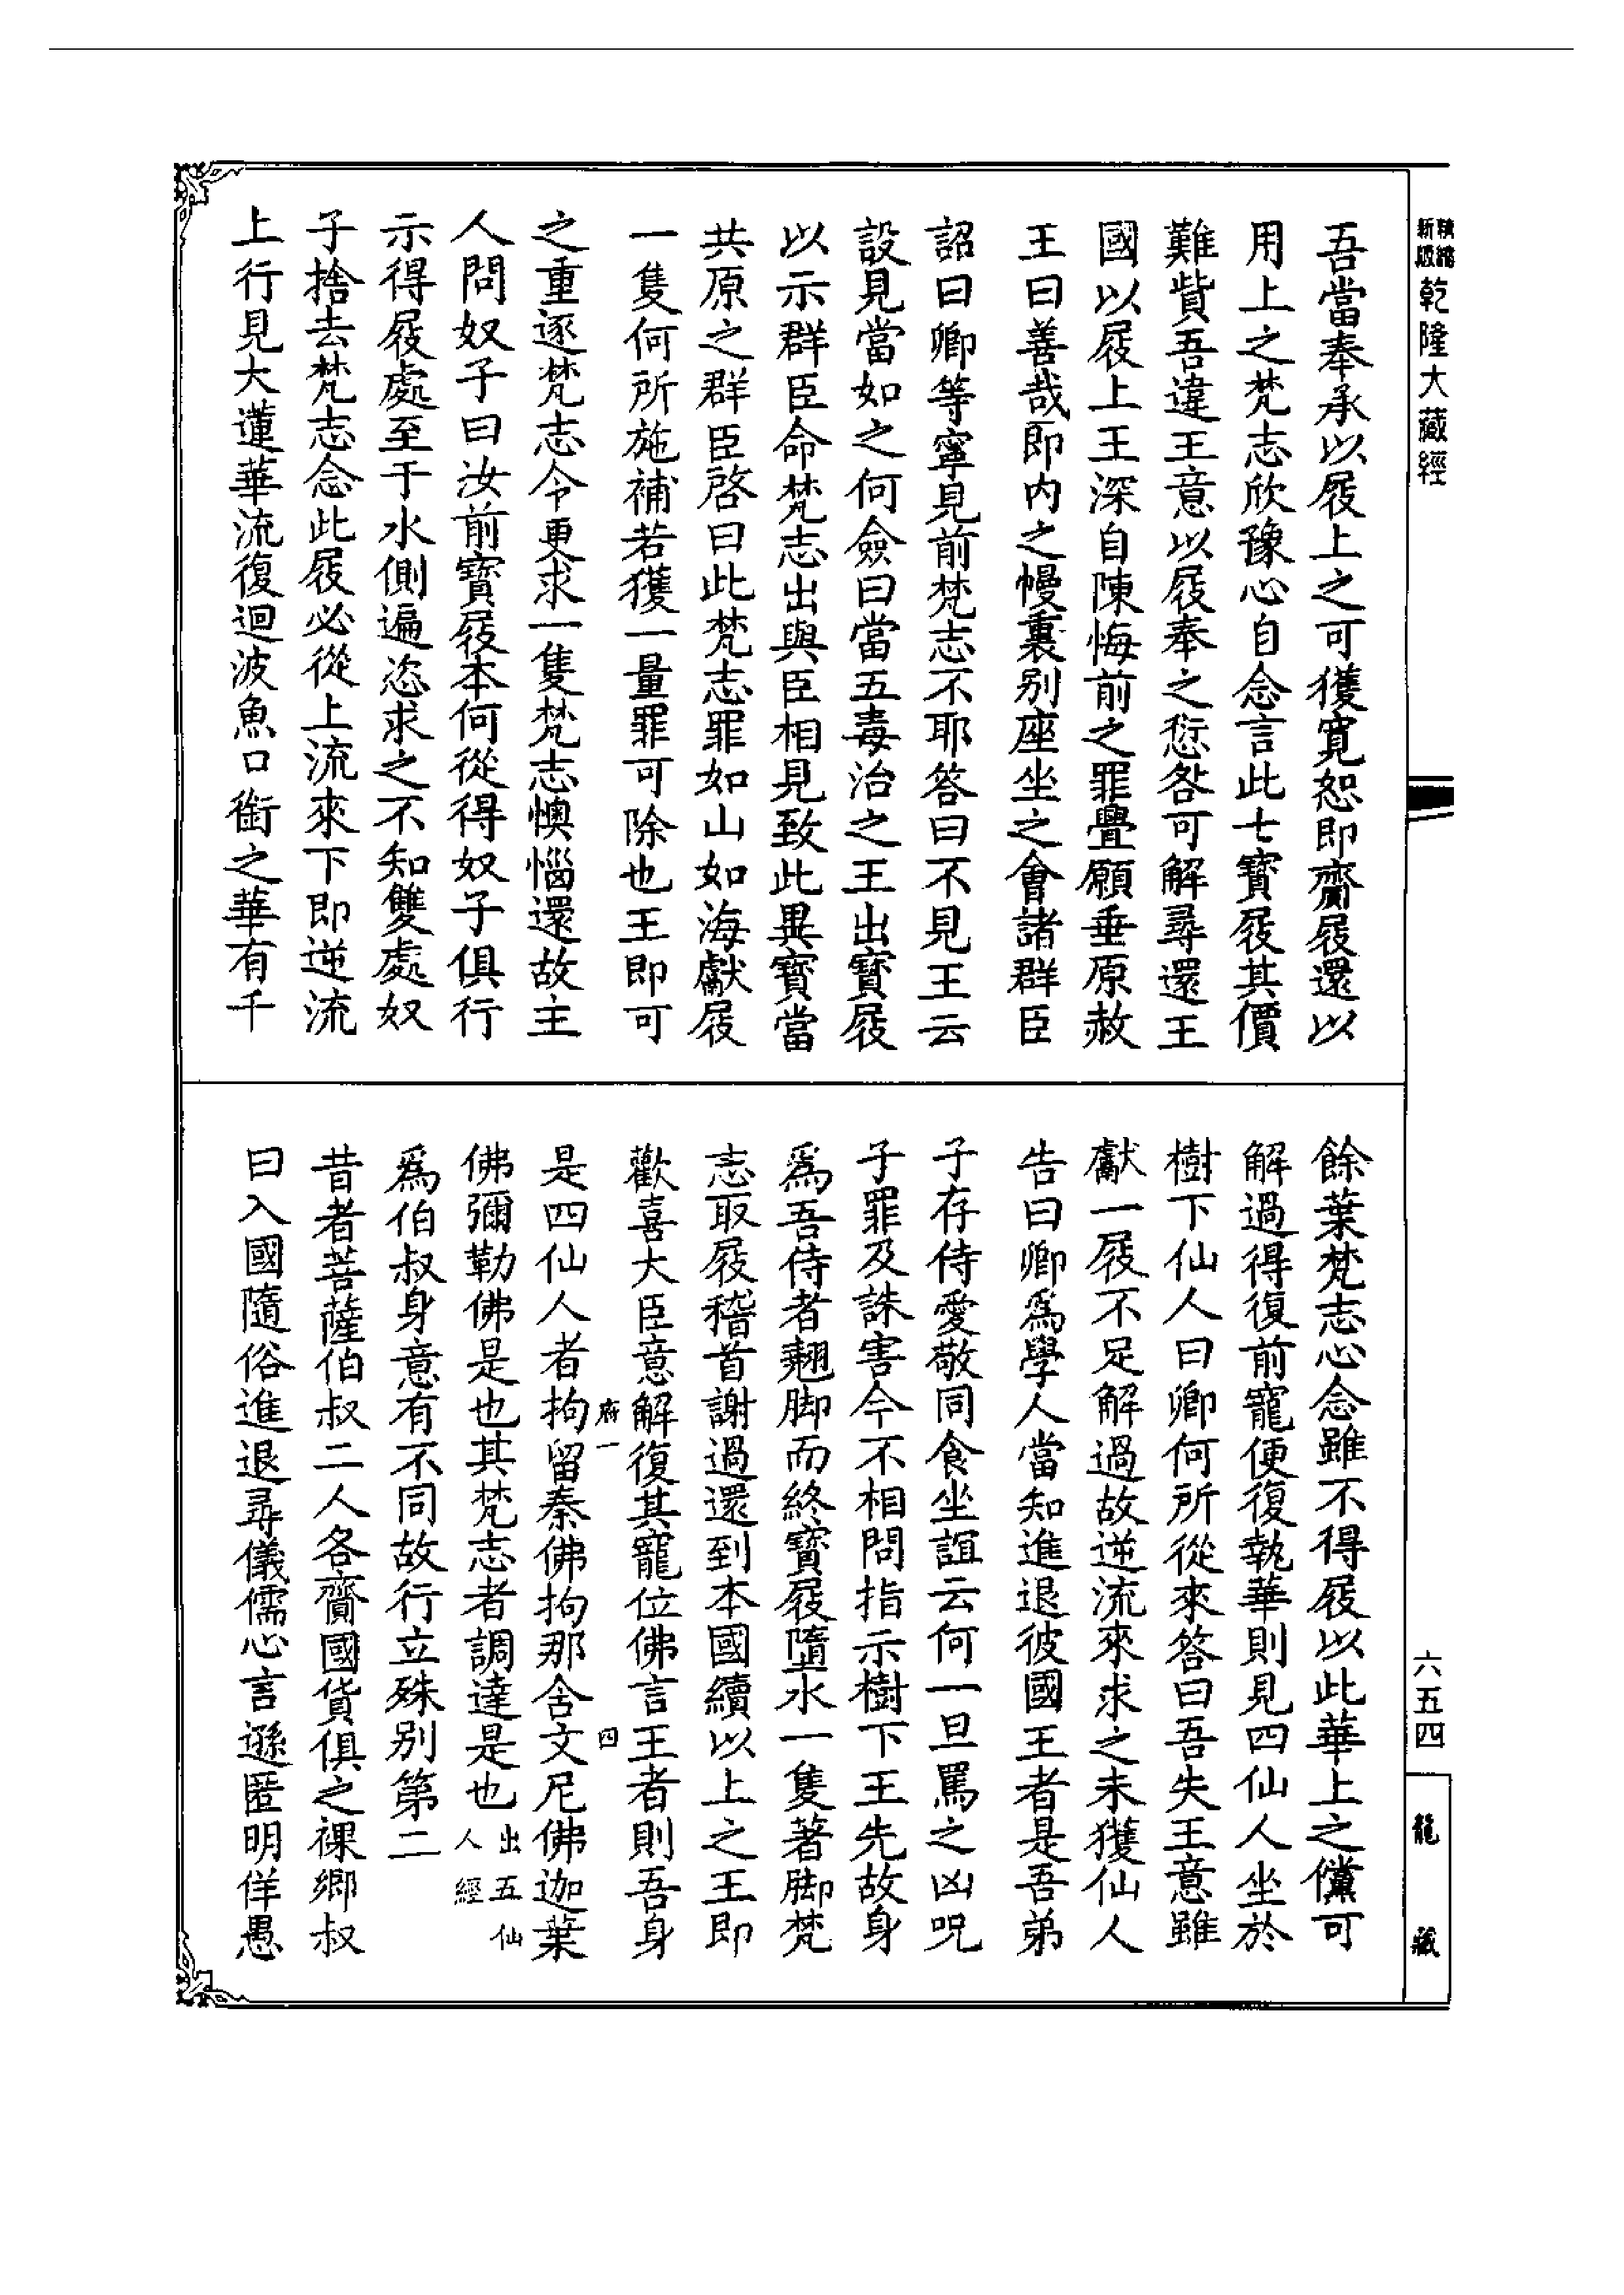 新版精縮乾隆大藏經
吾當奉承以屐上之可獲寬恕即齎屐還以
用上之梵志欣豫心自念言此七寶屐其價
難貲吾違王意以屐奉之愆咎可解尋還王
國以屐上王深自陳悔前之罪舋願垂原赦
王曰善哉即内之幔裏别座坐之會諸群臣
詔曰卿等寧見前梵志不耶答曰不見王云
設見當如之何僉曰當五毒治之王出寶屐
以示群臣命梵志出與臣相見致此異寶當
共原之群臣啓曰此梵志罪如山如海獻屐
一隻何所施補若獲一量罪可除也王即可
之重逐梵志令更求一隻梵志懊惱還故主
人問奴子曰汝前寶屐本何從得奴子俱行
示得屐處至于水側遍恣求之不知雙處奴
子捨去梵志念此屐必從上流來下即逆流
上行見大蓮華流復迴波魚口銜之華有千
餘葉梵志心念雖不得屐以此華上之儻可
解過得復前寵便復執華則見四仙人坐於
樹下仙人曰卿何所從來答曰吾失王意雖
獻一屐不足解過故逆流來求之未獲仙人
告曰卿爲學人當知進退彼國王者是吾弟
子存侍愛敬同食坐誼云何一旦罵之凶呪
子罪及誅害今不相問指示樹下王先故身
爲吾侍者翹脚而終寶屐墮水一隻著脚梵
志取屐稽首謝過還到本國續以上之王即
歡喜大臣意解復其寵位佛言王者則吾身
府一
四
是四仙人者拘留秦佛拘那含文尼佛迦葉
佛彌勒佛是也其梵志者調達是也出五仙人經
爲伯叔身意有不同故行立殊别第二
昔者菩薩伯叔二人各齎國貨俱之裸鄉叔
曰入國隨俗進退尋儀儒心言遜匿明佯愚
六五四
龍藏